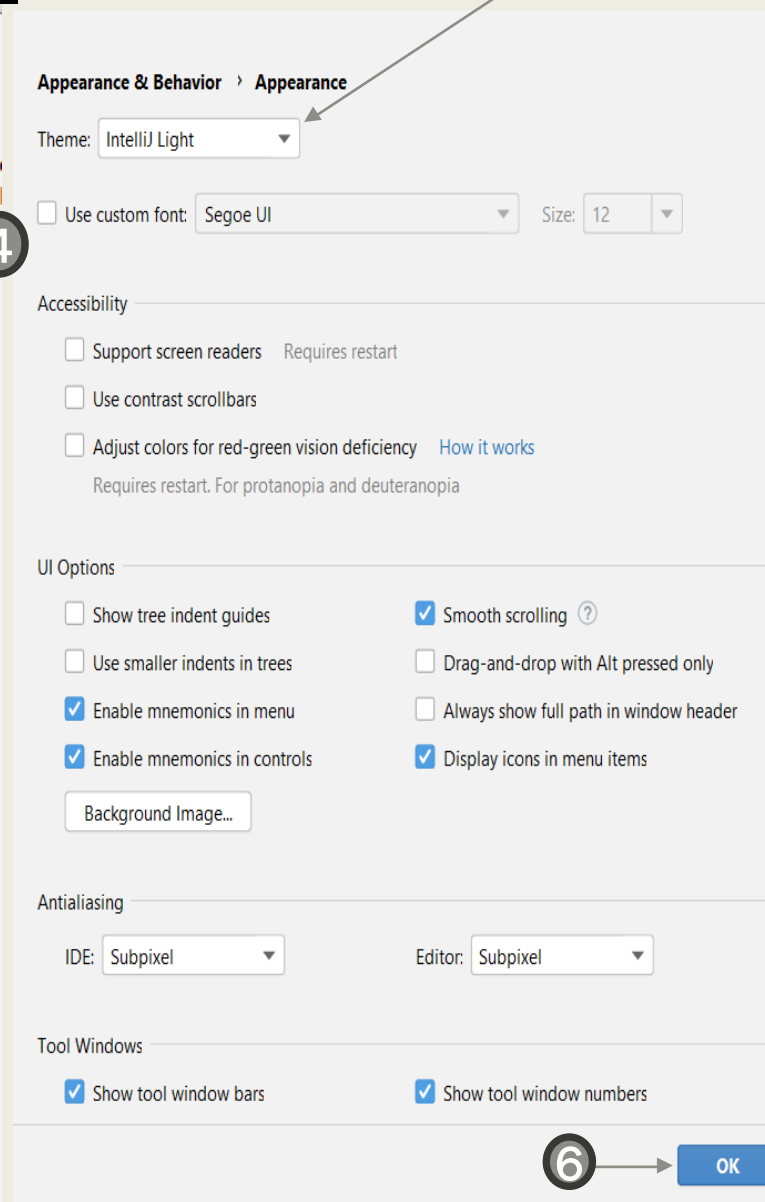 Appearance & Behavior › Appearance
Theme: IntelliJ Light
Use custom font: Segoe UI Size: 12
4
Accessibility
Support screen readers Requires restart
Use contrast scrollbars
Adjust colors for red-green vision deficiency How it works
Requires restart. For protanopia and deuteranopia
UI Options
Show tree indent guides Smooth scrolling ?
Use smaller indents in trees Drag-and-drop with Alt pressed only
Enable mnemonics in menu Always show full path in window header
Enable mnemonics in controls Display icons in menu items
Background Image...
Antialiasing
IDE: Subpixel Editor: Subpixel
Tool Windows
Show tool window bars Show tool window numbers
6 OK